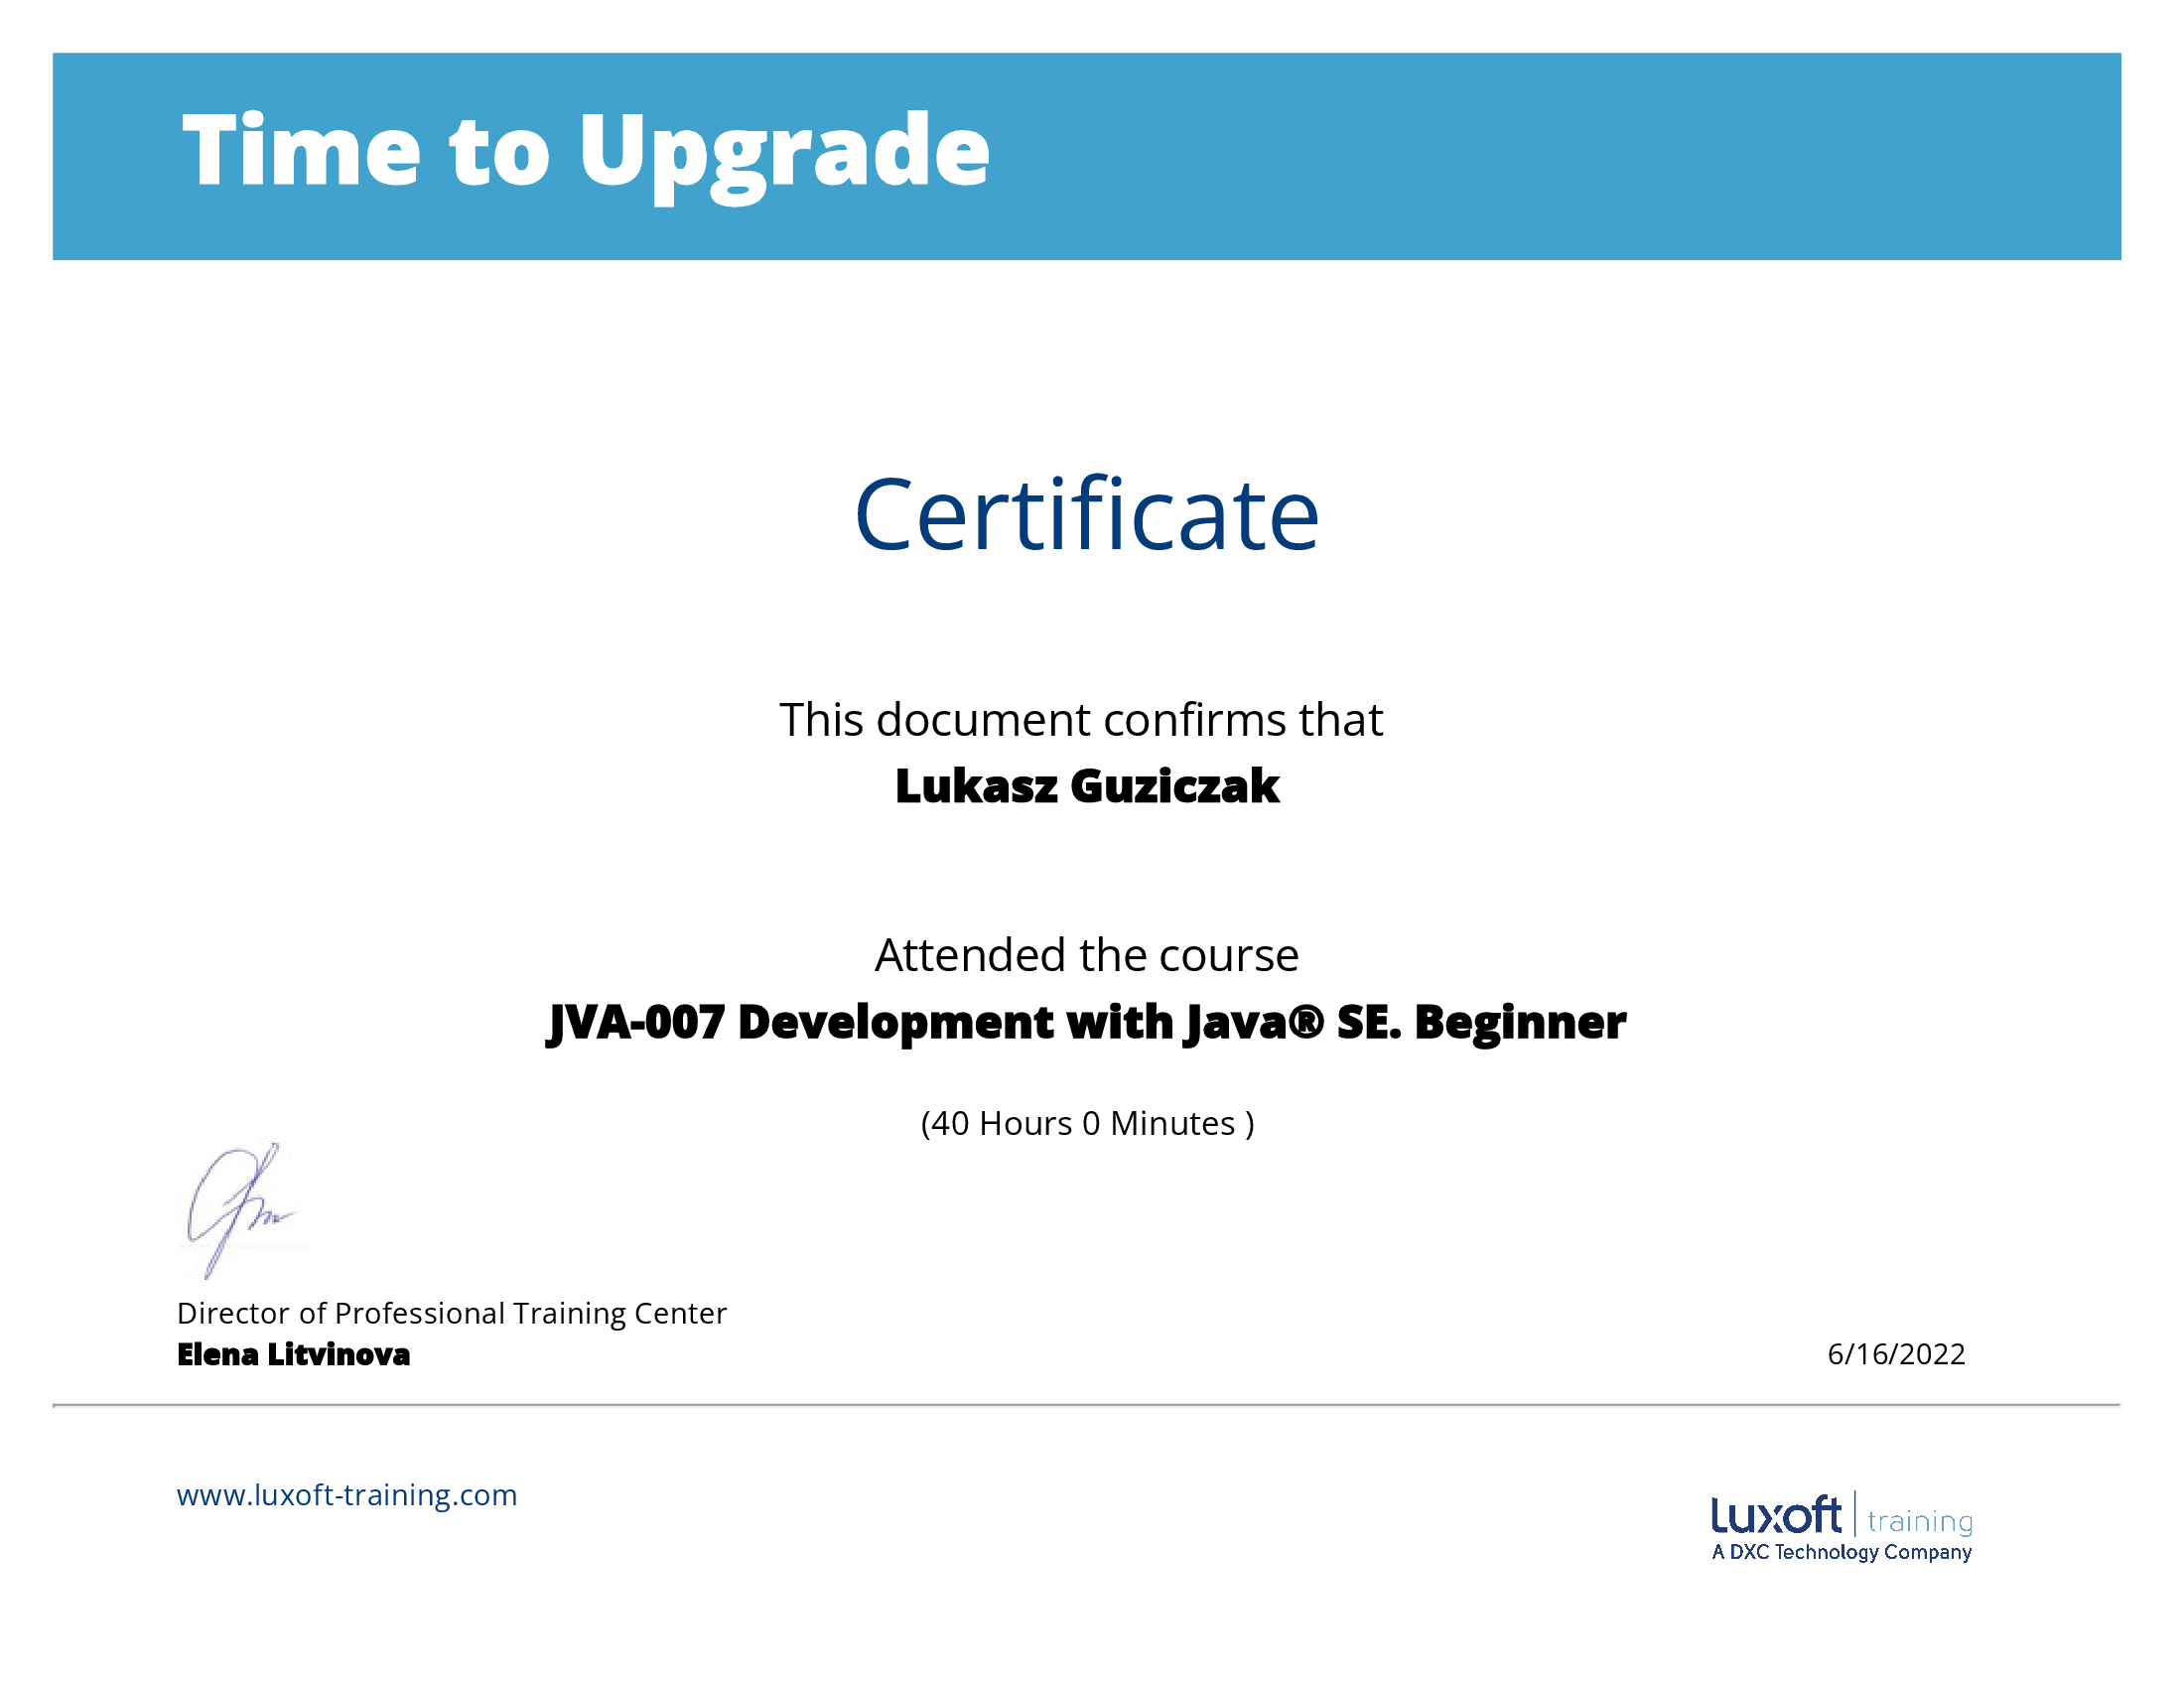 Time to Upgrade
Certificate
This document confirms that
Lukasz Guziczak
Attended the course
JVA-007 Development with Java® SE. Beginner
(40 Hours 0 Minutes )
Director of Professional Training Center
Elena Litvinova
6/16/2022
www.luxoft-training.com
luxoft training
A DXC Technology Company